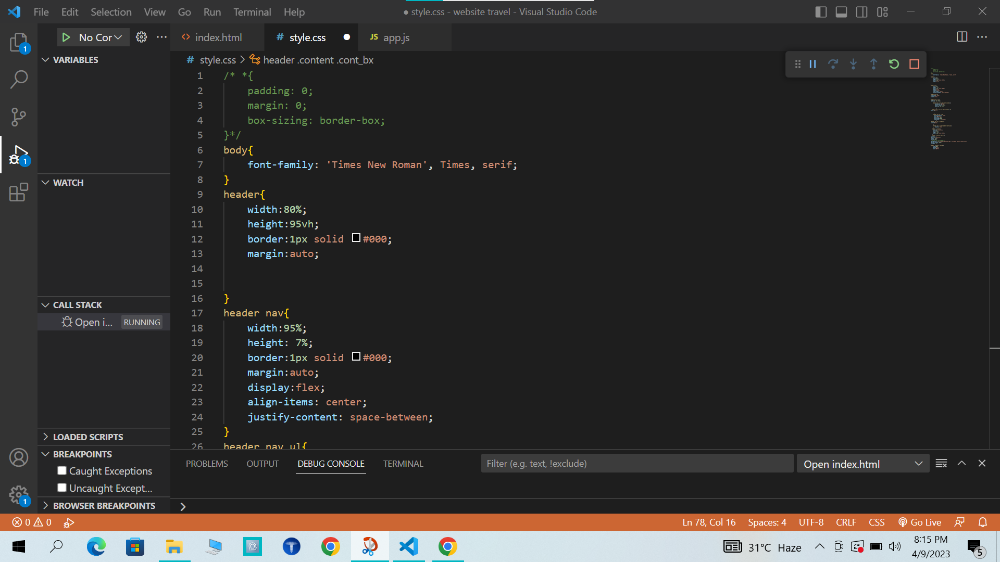 File Edit Selection View Go Run Terminal Help
● style.css - website travel - Visual Studio Code
No Cor
index.html
# style.css
JS app.js
# style.css > header .content .cont_bx
VARIABLES
WATCH
CALL STACK
Open i... RUNNING
LOADED SCRIPTS
BREAKPOINTS
Caught Exceptions
Uncaught Except...
BROWSER BREAKPOINTS
1 /* *{
2 padding: 0;
3 margin: 0;
4 box-sizing: border-box;
5 }*/
6 body{
7 font-family: 'Times New Roman', Times, serif;
8 }
9 header{
10 width:80%;
11 height:95vh;
12 border:1px solid #000;
13 margin:auto;
14
15
16 }
17 header nav{
18 width:95%;
19 height: 7%;
20 border:1px solid #000;
21 margin:auto;
22 display:flex;
23 align-items: center;
24 justify-content: space-between;
25 }
26 header nav ul{
PROBLEMS OUTPUT DEBUG CONSOLE TERMINAL
Filter (e.g. text, !exclude)
Open index.html
0 0
Ln 78, Col 16 Spaces: 4 UTF-8 CRLF CSS Go Live
31°C Haze
8:15 PM
4/9/2023
5
1
1
1